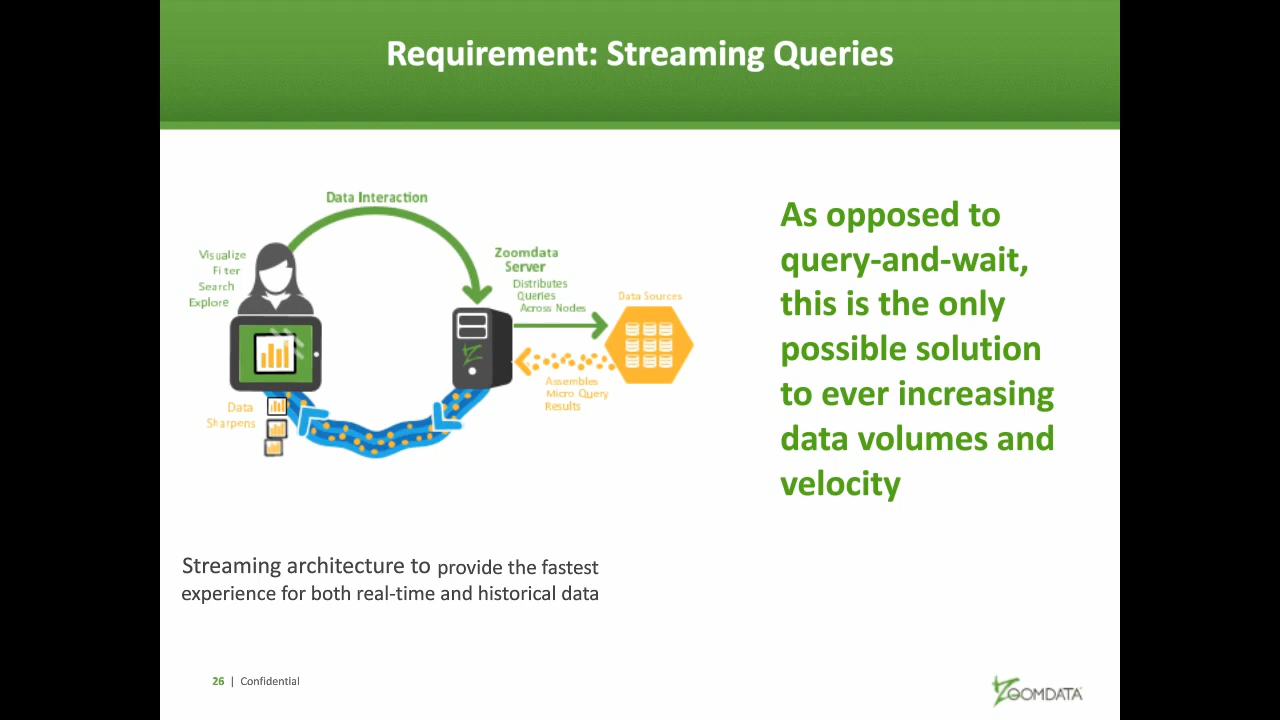 Requirement: Streaming Queries
Data Interaction
Visualize
Filter
Search
Explore
Zoomdata
Server
Distributes
Queries
Across Nodes
Data Sources
Assembles
Micro Query
Results
Data
Sharpens
As opposed to
query-and-wait,
this is the only
possible solution
to ever increasing
data volumes and
velocity
Streaming architecture to provide the fastest
experience for both real-time and historical data
26 | Confidential
ZOOMDATA